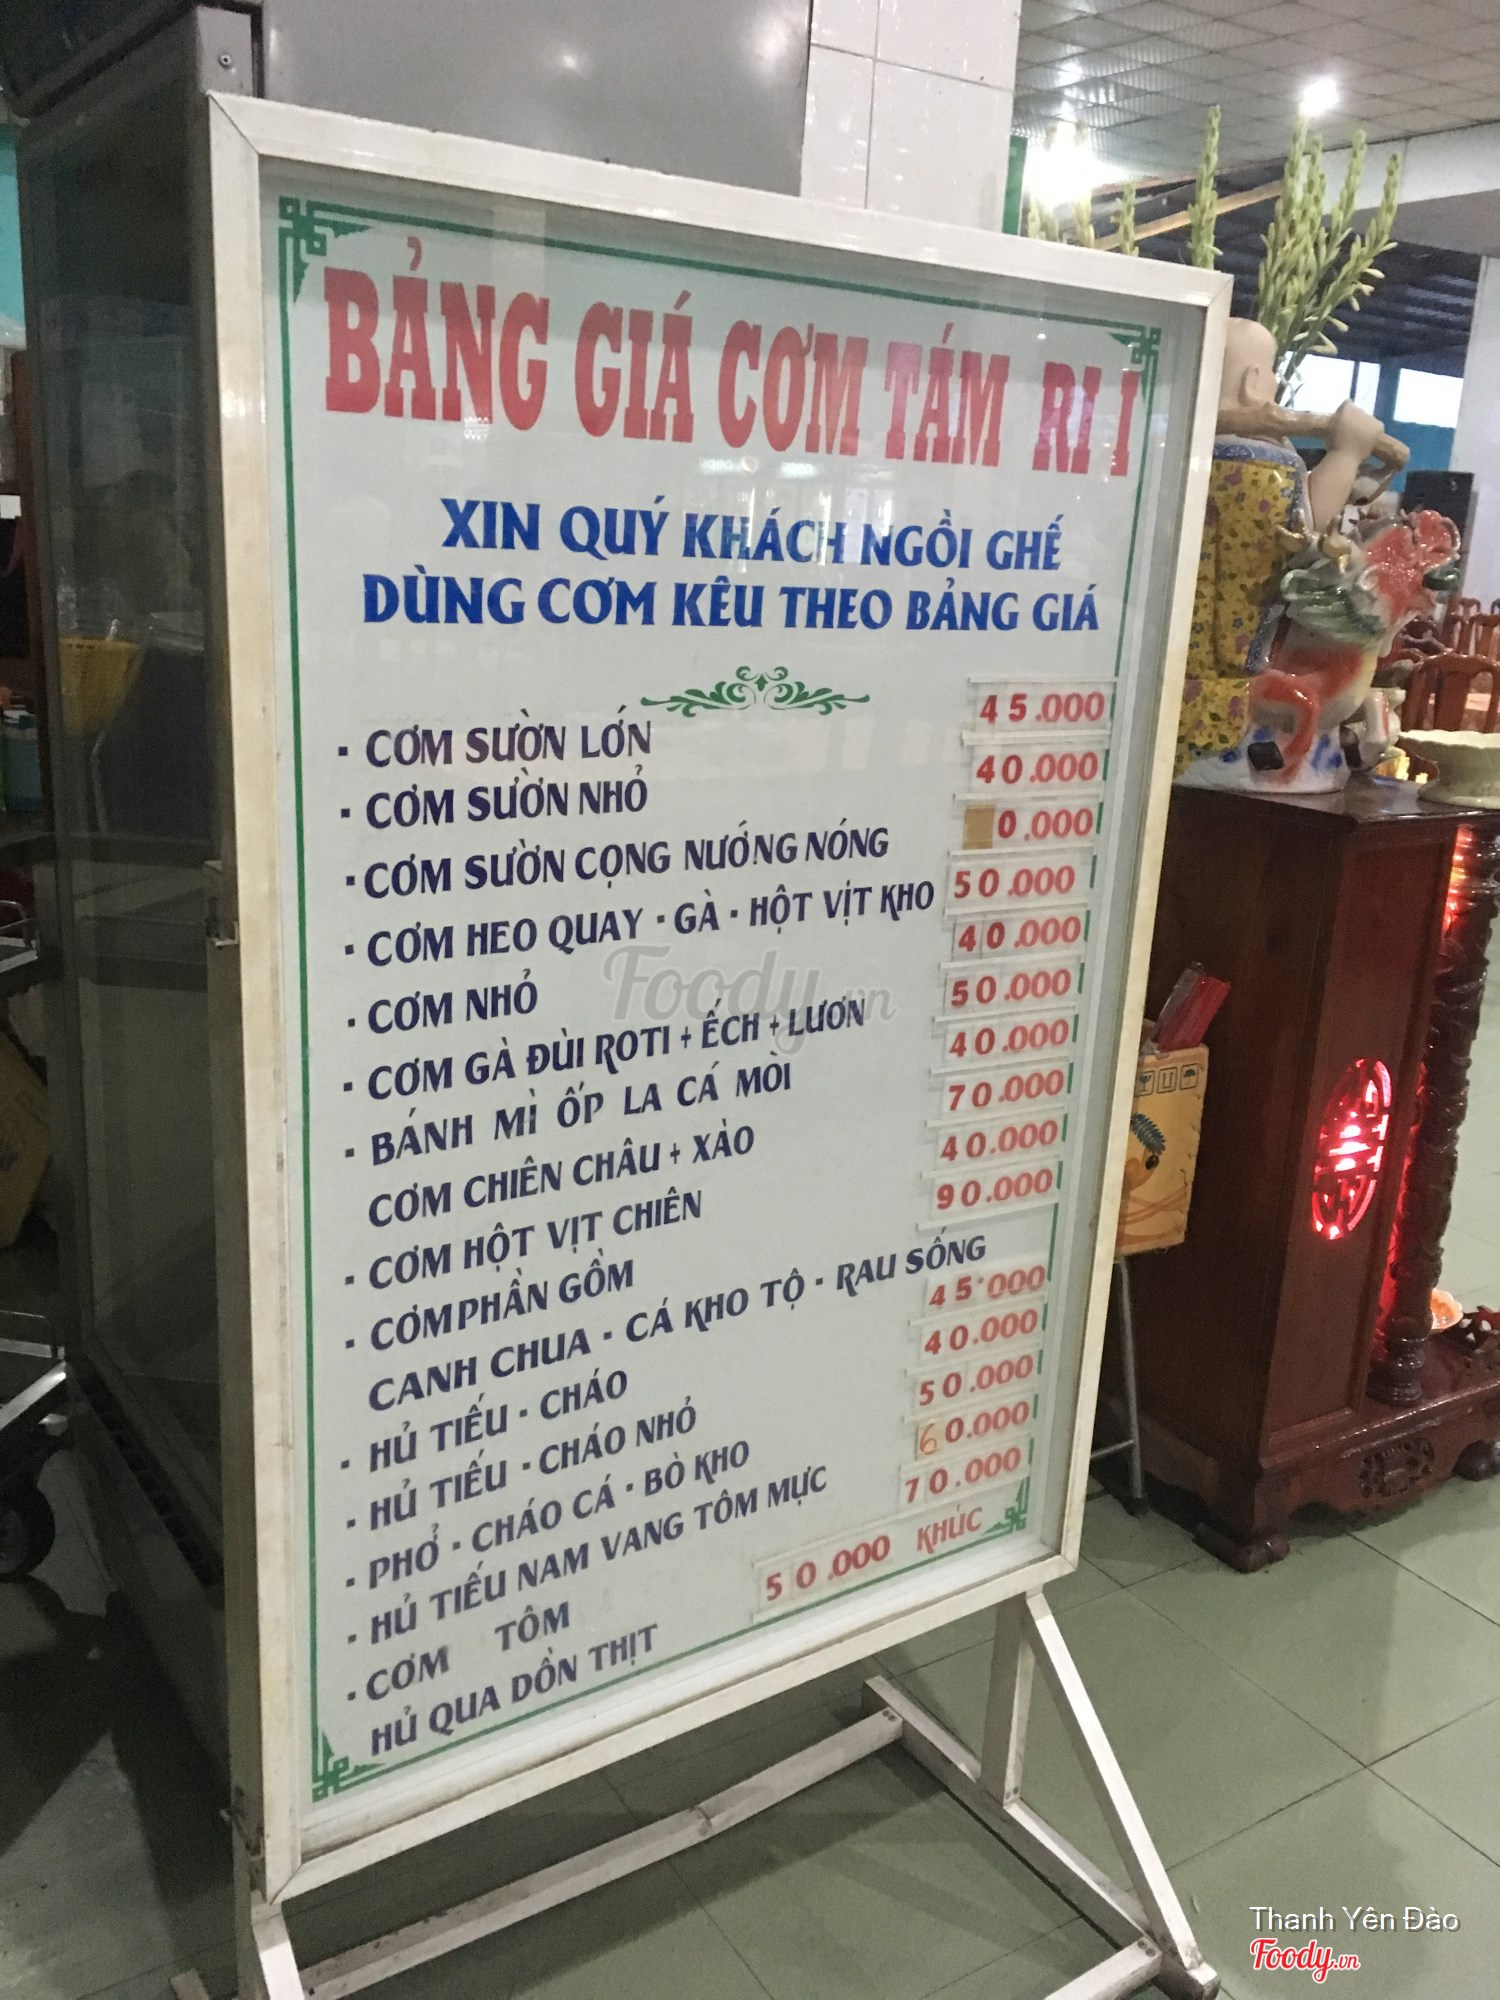 BẢNG GIÁ CƠM TÁM RI I
XIN QUÝ KHÁCH NGỒI GHẾ
DÙNG CƠM KÊU THEO BẢNG GIÁ
· CƠM SƯỜN LỚN 45.000
· CƠM SƯỜN NHỎ 40.000
· CƠM SƯỜN CỌNG NƯỚNG NÓNG 0.000
· CƠM HEO QUAY · GÀ · HỘT VỊT KHO 50.000
· CƠM NHỎ 40.000
· CƠM GÀ ĐÙI ROTI + ẾCH + LƯƠN 50.000
· BÁNH MÌ ỐP LA CÁ MÒI 40.000
CƠM CHIÊN CHÂU + XÀO 70.000
· CƠM HỘT VỊT CHIÊN 40.000
· CƠM PHẦN GỒM 90.000
CANH CHUA · CÁ KHO TỘ · RAU SỐNG
· HỦ TIẾU · CHÁO 45.000
· HỦ TIẾU · CHÁO NHỎ 40.000
· PHỞ · CHÁO CÁ · BÒ KHO 50.000
· HỦ TIẾU NAM VANG TÔM MỰC 60.000
· CƠM TÔM 70.000
HỦ QUA DỒN THỊT 50.000 KHÚC
Foody.vn
Thanh Yên Đào
Foody.vn